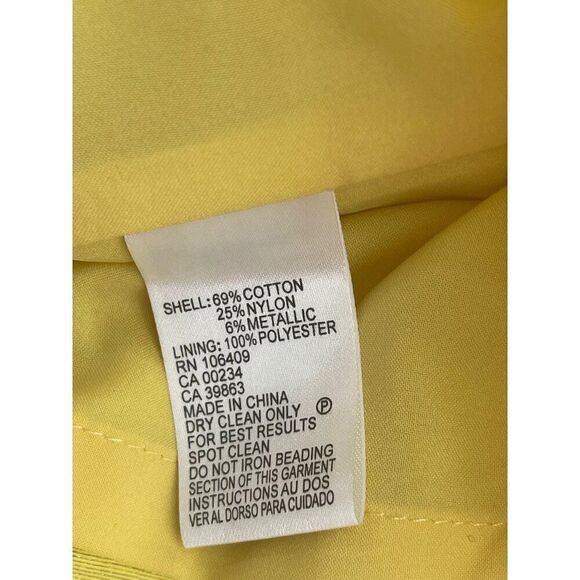 SHELL: 69% COTTON
25% NYLON
6% METALLIC
LINING: 100% POLYESTER
RN 106409
CA 00234
CA 39863
MADE IN CHINA
DRY CLEAN ONLY Ⓟ
FOR BEST RESULTS
SPOT CLEAN
DO NOT IRON BEADING
SECTION OF THIS GARMENT
INSTRUCTIONS AU DOS
VER AL DORSO PARA CUIDADO